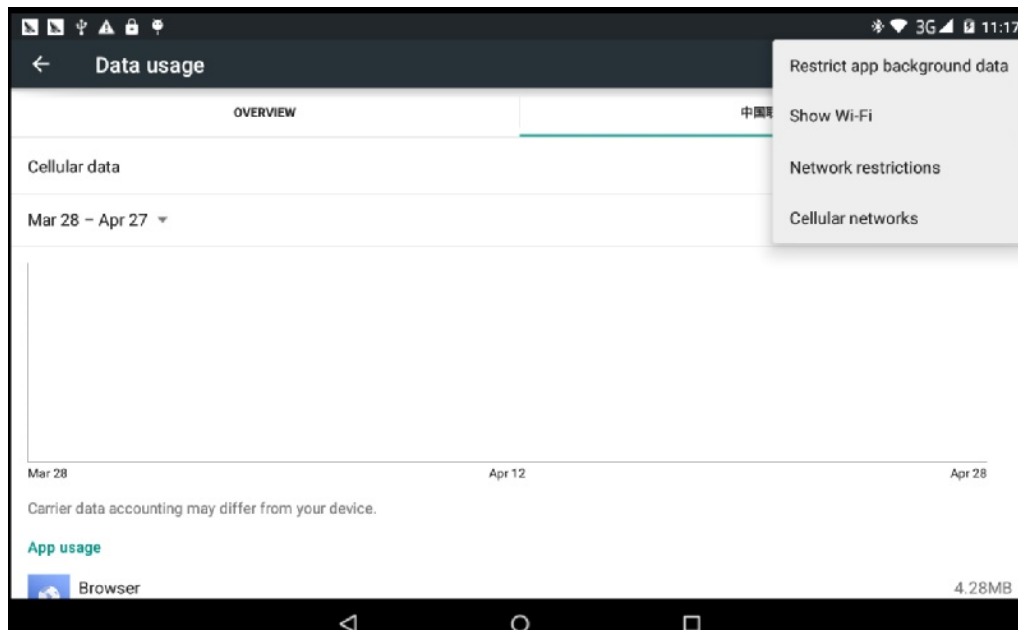 3G 11:17
Data usage
Restrict app background data
OVERVIEW
中国
Show Wi-Fi
Cellular data
Network restrictions
Mar 28 – Apr 27
Cellular networks
Mar 28
Apr 12
Apr 28
Carrier data accounting may differ from your device.
App usage
Browser
4.28MB